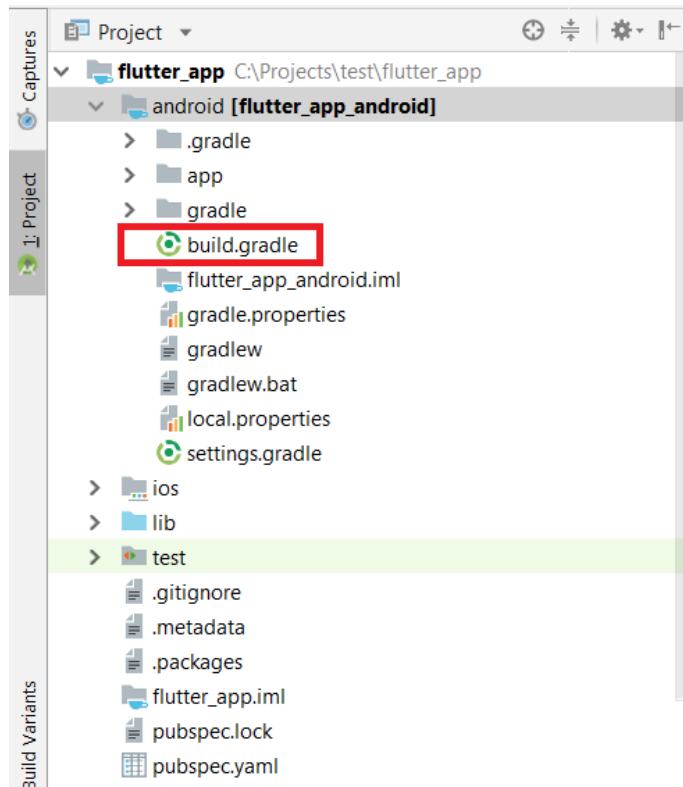 Project
flutter_app C:\Projects\test\flutter_app
android [flutter_app_android]
.gradle
app
gradle
build.gradle
flutter_app_android.iml
gradle.properties
gradlew
gradlew.bat
local.properties
settings.gradle
ios
lib
test
.gitignore
.metadata
.packages
flutter_app.iml
pubspec.lock
pubspec.yaml
Captures
1: Project
Build Variants